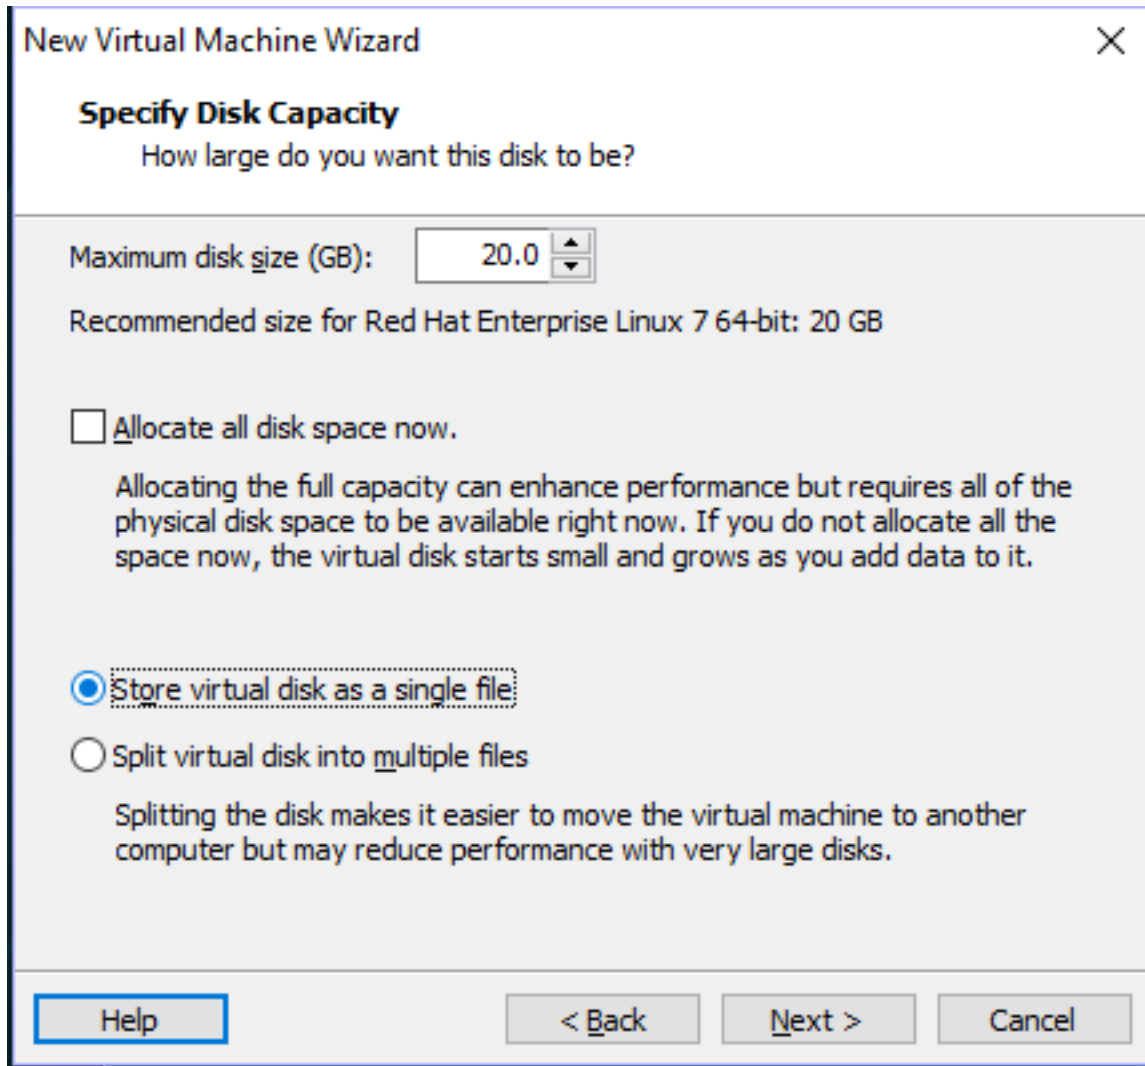 New Virtual Machine Wizard
Specify Disk Capacity
How large do you want this disk to be?
Maximum disk size (GB): 20.0
Recommended size for Red Hat Enterprise Linux 7 64-bit: 20 GB
Allocate all disk space now.
Allocating the full capacity can enhance performance but requires all of the
physical disk space to be available right now. If you do not allocate all the
space now, the virtual disk starts small and grows as you add data to it.
Store virtual disk as a single file
Split virtual disk into multiple files
Splitting the disk makes it easier to move the virtual machine to another
computer but may reduce performance with very large disks.
Help < Back Next > Cancel